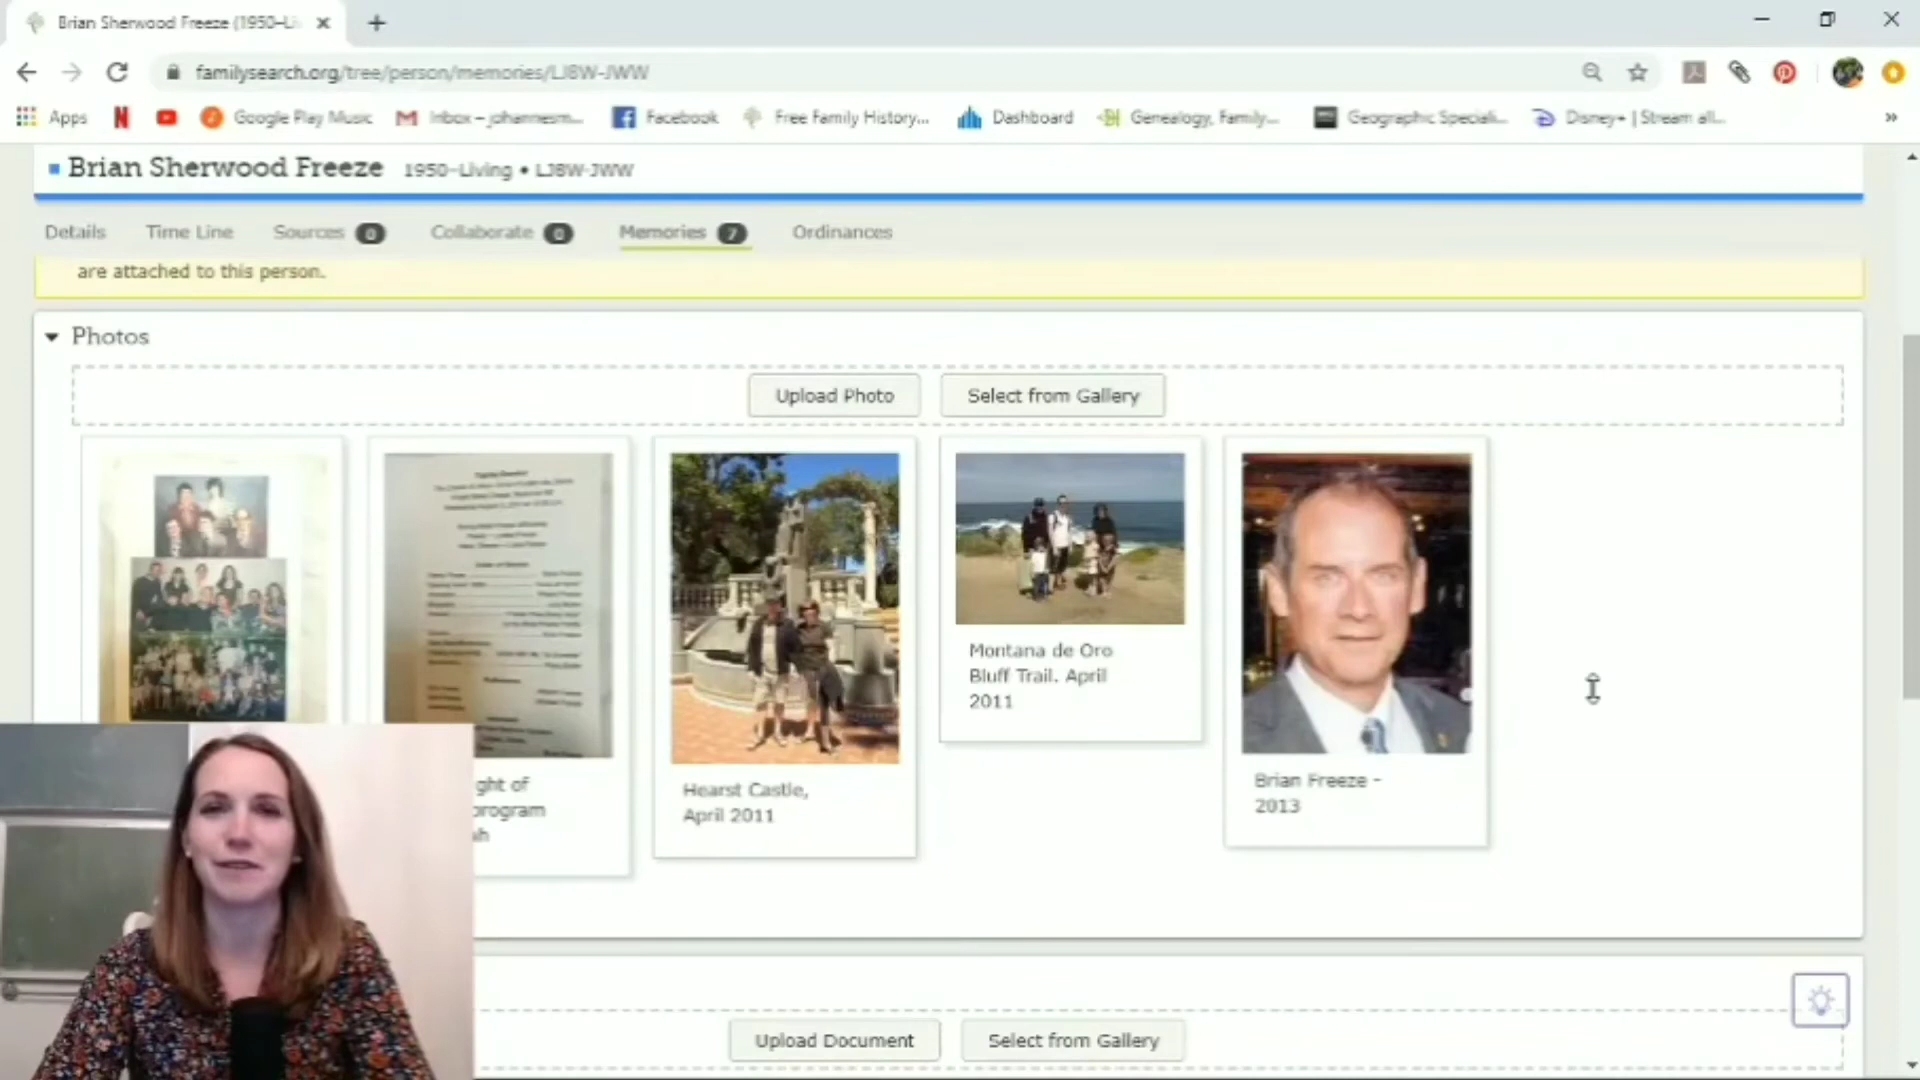 Brian Sherwood Freeze (1950–Li
familysearch.org/tree/person/memories/LJ8W-JWW
Apps
Google Play Music
Inbox – johannesm...
Facebook
Free Family History,...
Dashboard
Genealogy, Family...
Geographic Speciali...
Disney+ | Stream all...
»
Brian Sherwood Freeze 1950–Living • LJ8W-JWW
Details
Time Line
Sources 0
Collaborate 0
Memories 7
Ordinances
are attached to this person.
Photos
Upload Photo
Select from Gallery
Hearst Castle,
April 2011
Montana de Oro
Bluff Trail. April
2011
Brian Freeze -
2013
ght of
program
ah
Upload Document
Select from Gallery